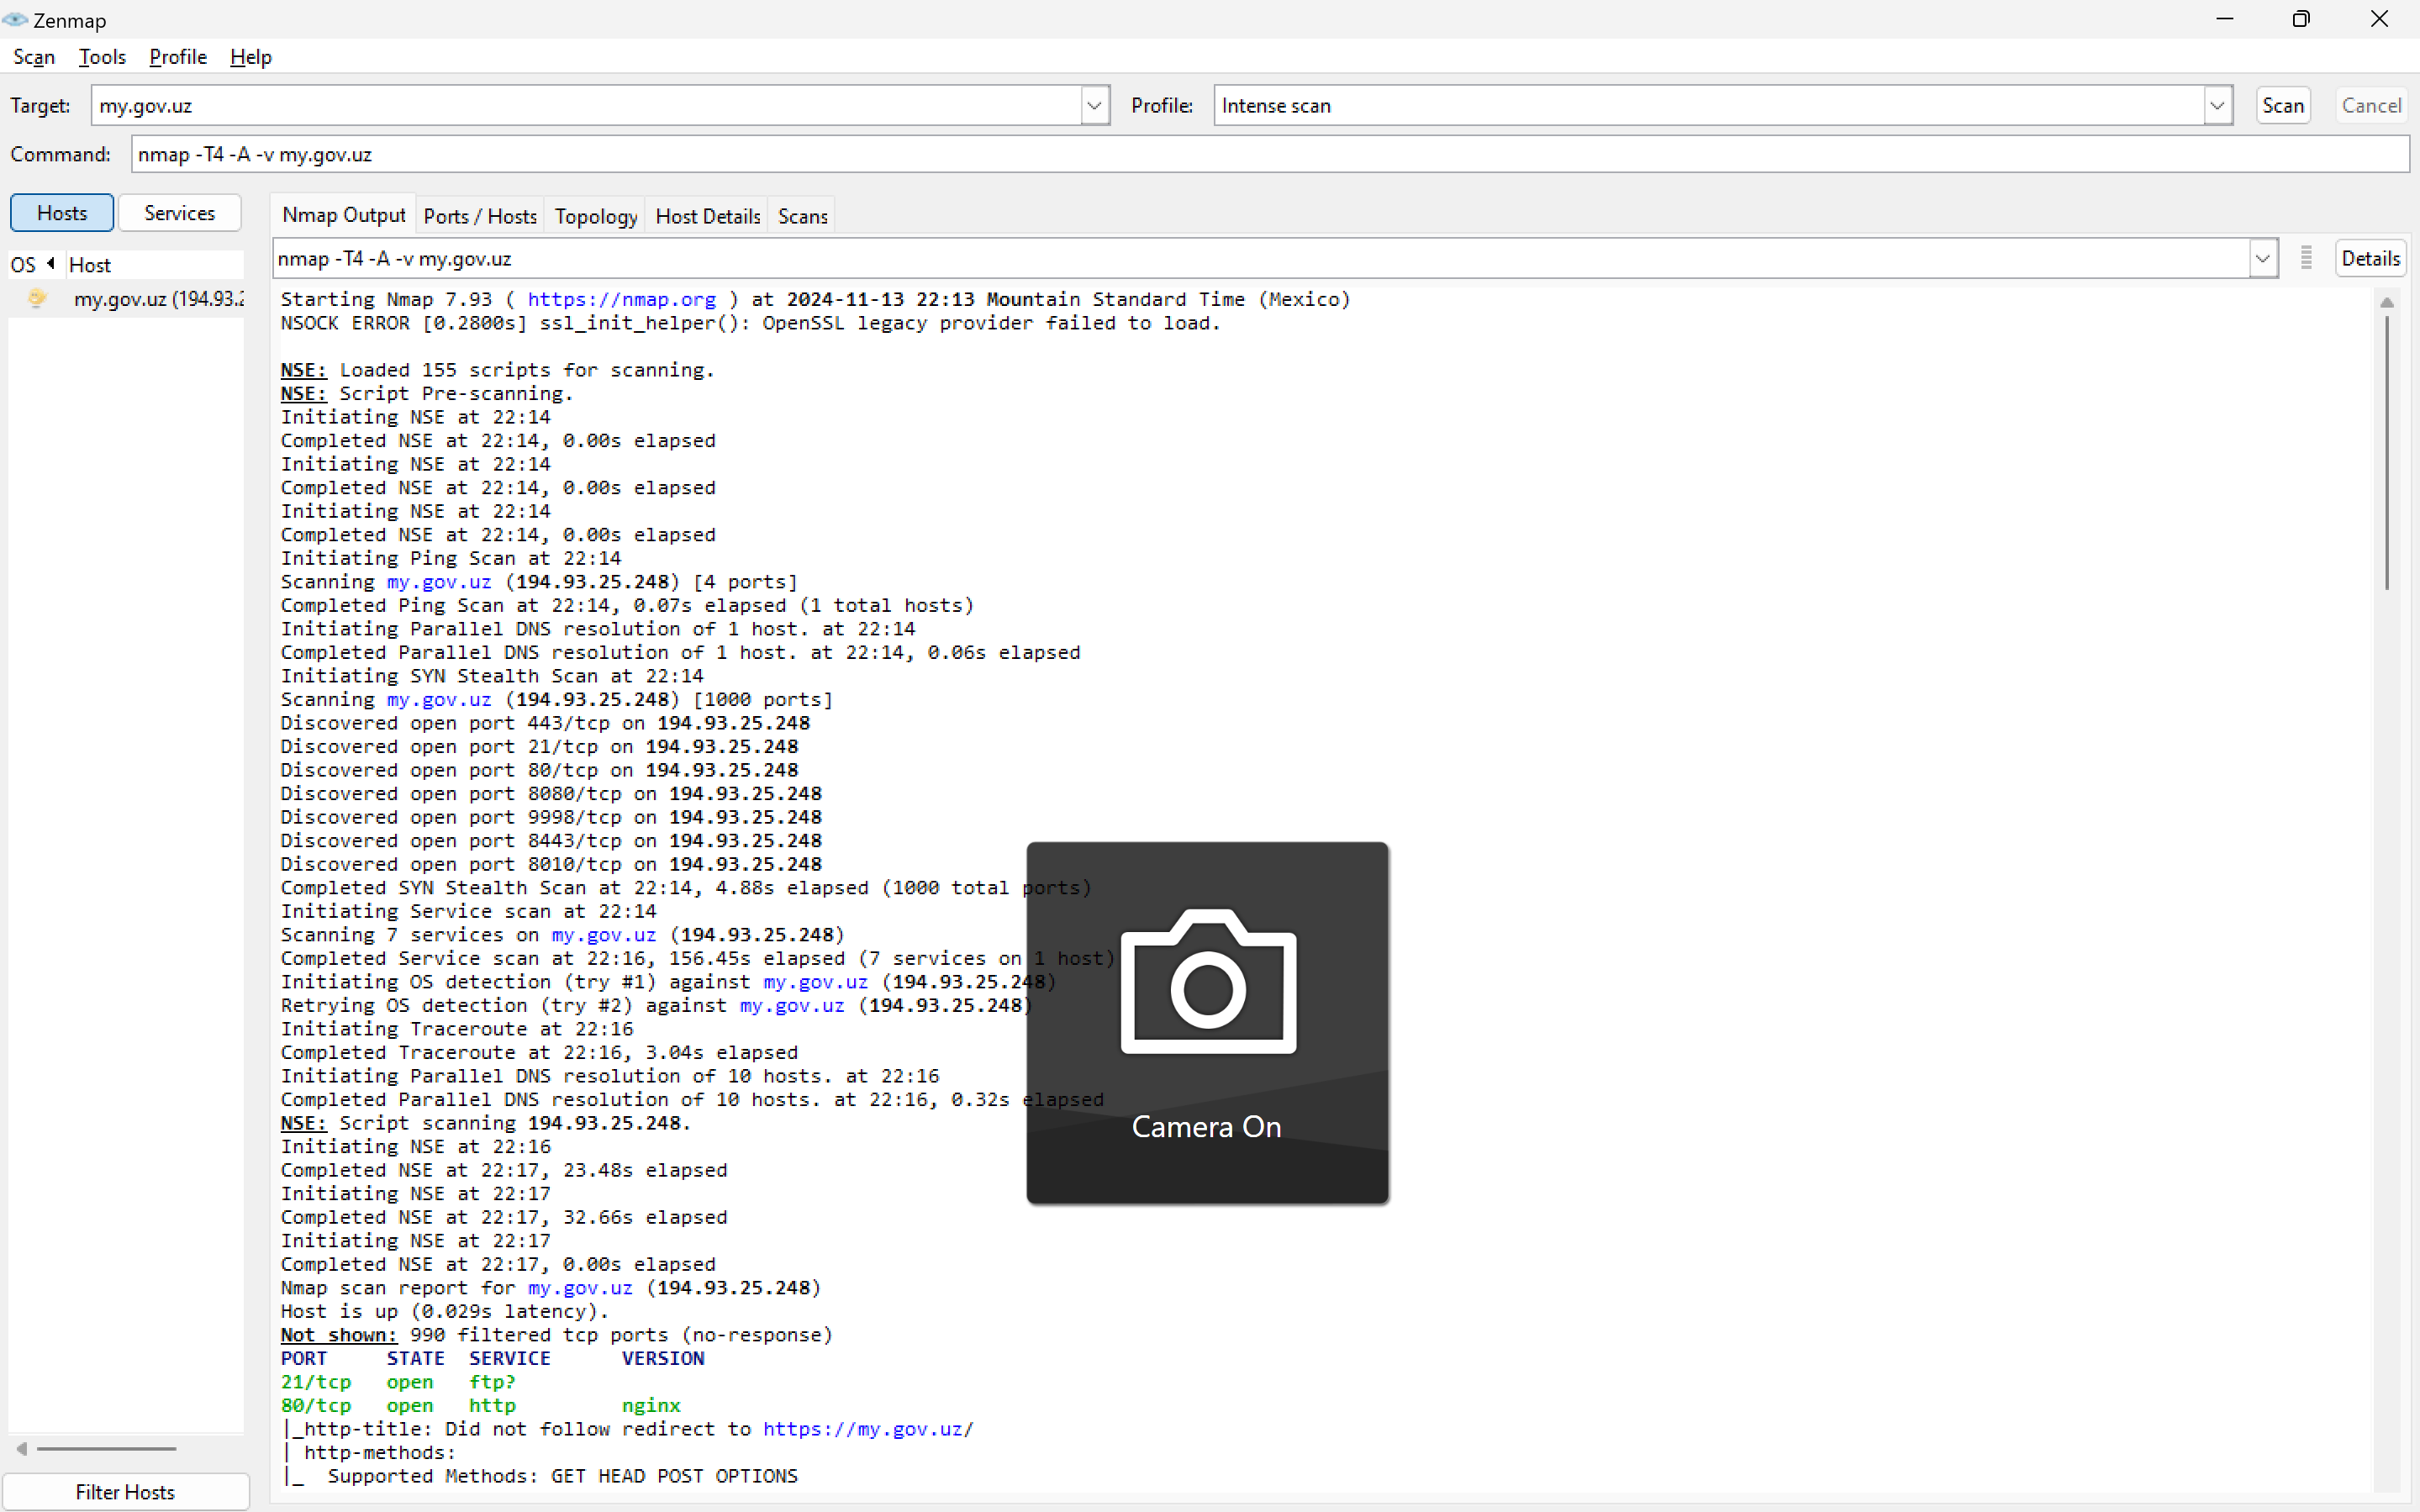 Zenmap
Scan Tools Profile Help
Target: my.gov.uz Profile: Intense scan Scan Cancel
Command: nmap -T4 -A -v my.gov.uz
Hosts Services
Nmap Output Ports / Hosts Topology Host Details Scans
OS Host
my.gov.uz (194.93.2
nmap -T4 -A -v my.gov.uz Details
Starting Nmap 7.93 ( https://nmap.org ) at 2024-11-13 22:13 Mountain Standard Time (Mexico)
NSOCK ERROR [0.2800s] ssl_init_helper(): OpenSSL legacy provider failed to load.
NSE: Loaded 155 scripts for scanning.
NSE: Script Pre-scanning.
Initiating NSE at 22:14
Completed NSE at 22:14, 0.00s elapsed
Initiating NSE at 22:14
Completed NSE at 22:14, 0.00s elapsed
Initiating NSE at 22:14
Completed NSE at 22:14, 0.00s elapsed
Initiating Ping Scan at 22:14
Scanning my.gov.uz (194.93.25.248) [4 ports]
Completed Ping Scan at 22:14, 0.07s elapsed (1 total hosts)
Initiating Parallel DNS resolution of 1 host. at 22:14
Completed Parallel DNS resolution of 1 host. at 22:14, 0.06s elapsed
Initiating SYN Stealth Scan at 22:14
Scanning my.gov.uz (194.93.25.248) [1000 ports]
Discovered open port 443/tcp on 194.93.25.248
Discovered open port 21/tcp on 194.93.25.248
Discovered open port 80/tcp on 194.93.25.248
Discovered open port 8080/tcp on 194.93.25.248
Discovered open port 9998/tcp on 194.93.25.248
Discovered open port 8443/tcp on 194.93.25.248
Discovered open port 8010/tcp on 194.93.25.248
Completed SYN Stealth Scan at 22:14, 4.88s elapsed (1000 total ports)
Initiating Service scan at 22:14
Scanning 7 services on my.gov.uz (194.93.25.248)
Completed Service scan at 22:16, 156.45s elapsed (7 services on 1 host)
Initiating OS detection (try #1) against my.gov.uz (194.93.25.248)
Retrying OS detection (try #2) against my.gov.uz (194.93.25.248)
Initiating Traceroute at 22:16
Completed Traceroute at 22:16, 3.04s elapsed
Initiating Parallel DNS resolution of 10 hosts. at 22:16
Completed Parallel DNS resolution of 10 hosts. at 22:16, 0.32s elapsed
NSE: Script scanning 194.93.25.248.
Initiating NSE at 22:16
Completed NSE at 22:17, 23.48s elapsed
Initiating NSE at 22:17
Completed NSE at 22:17, 32.66s elapsed
Initiating NSE at 22:17
Completed NSE at 22:17, 0.00s elapsed
Nmap scan report for my.gov.uz (194.93.25.248)
Host is up (0.029s latency).
Not shown: 990 filtered tcp ports (no-response)
PORT STATE SERVICE VERSION
21/tcp open ftp?
80/tcp open http nginx
|_http-title: Did not follow redirect to https://my.gov.uz/
| http-methods:
|_ Supported Methods: GET HEAD POST OPTIONS
Camera On
Filter Hosts